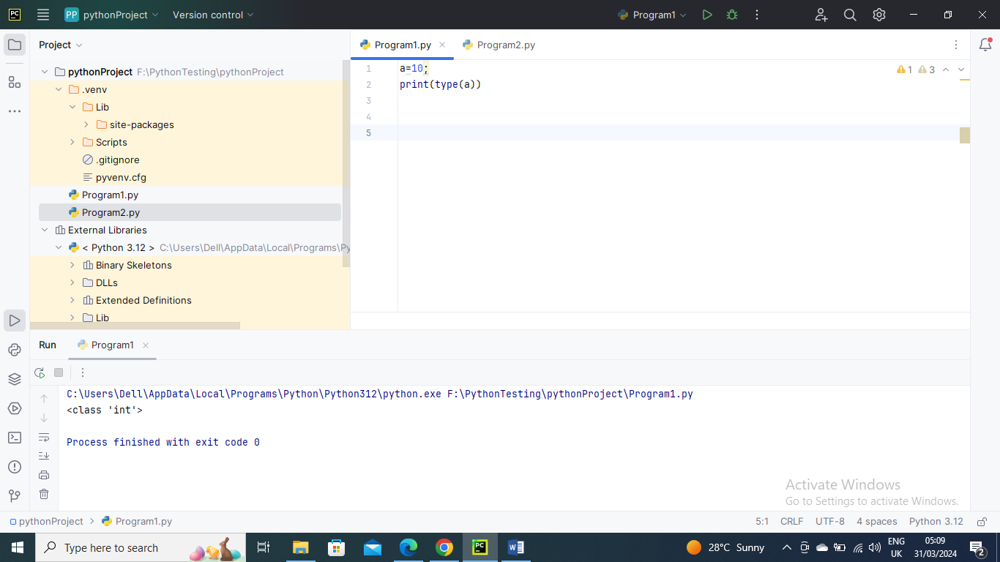 PC
PP pythonProject Version control Program1
Project
Program1.py Program2.py
pythonProject F:\PythonTesting\pythonProject
.venv
Lib
site-packages
Scripts
.gitignore
pyvenv.cfg
Program1.py
Program2.py
External Libraries
< Python 3.12 > C:\Users\Dell\AppData\Local\Programs\Py
Binary Skeletons
DLLs
Extended Definitions
Lib
1 a=10; 1 3
2 print(type(a))
3
4
5
Run Program1
C:\Users\Dell\AppData\Local\Programs\Python\Python312\python.exe F:\PythonTesting\pythonProject\Program1.py
<class 'int'>
Process finished with exit code 0
Activate Windows
Go to Settings to activate Windows.
pythonProject Program1.py 5:1 CRLF UTF-8 4 spaces Python 3.12
Type here to search
PC
W
28°C Sunny
ENG
UK
05:09
31/03/2024
2